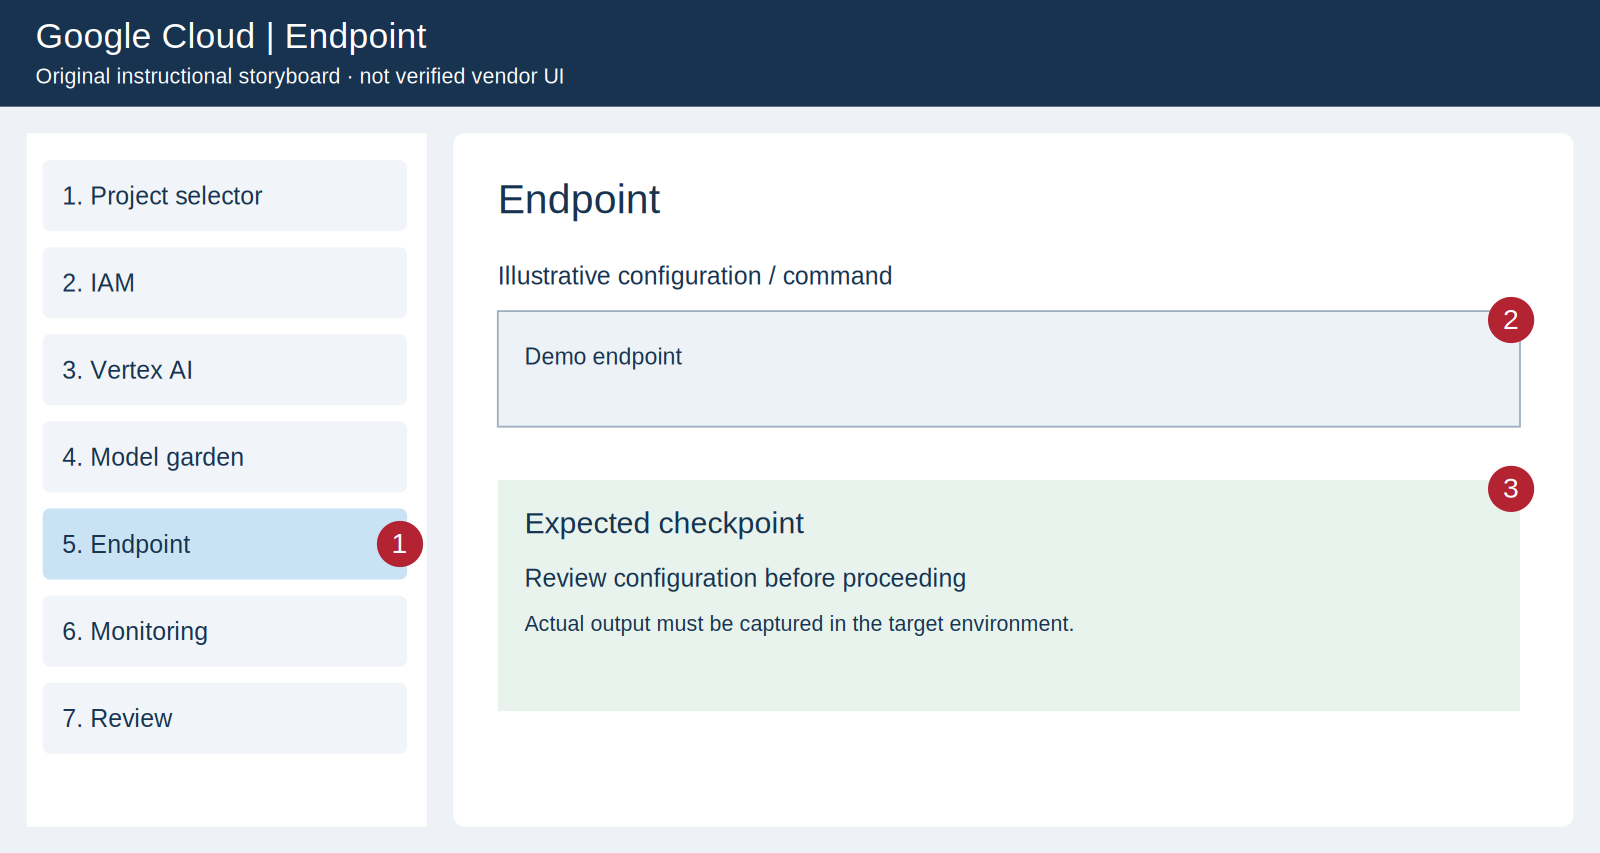 Google Cloud | Endpoint
Original instructional storyboard · not verified vendor UI
1. Project selector
2. IAM
3. Vertex AI
4. Model garden
5. Endpoint
1
6. Monitoring
7. Review
Endpoint
Illustrative configuration / command
2
Demo endpoint
3
Expected checkpoint
Review configuration before proceeding
Actual output must be captured in the target environment.